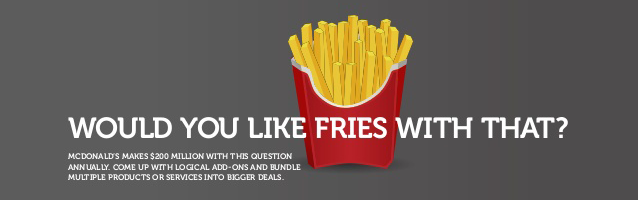 WOULD YOU LIKE FRIES WITH THAT?
MCDONALD'S MAKES $200 MILLION WITH THIS QUESTION
ANNUALLY. COME UP WITH LOGICAL ADD-ONS AND BUNDLE
MULTIPLE PRODUCTS OR SERVICES INTO BIGGER DEALS.